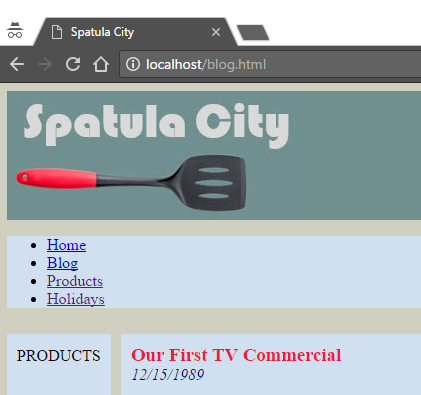 Spatula City
localhost/blog.html
Spatula City
Home
Blog
Products
Holidays
PRODUCTS
Our First TV Commercial
12/15/1989